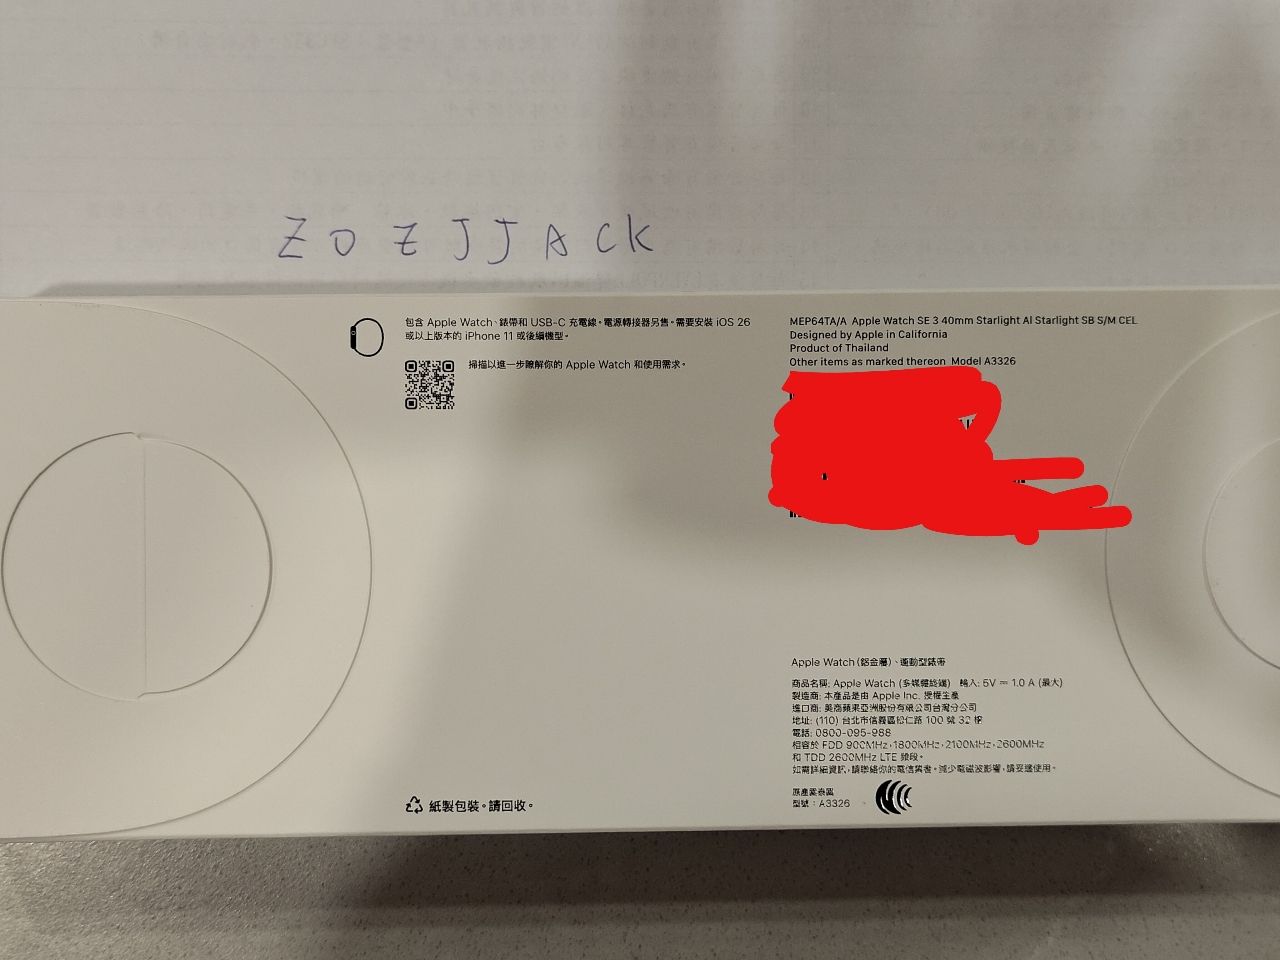 ZOZJJACK
包含 Apple Watch、錶帶和 USB-C 充電線。電源轉接器另售。需要安裝 iOS 26
或以上版本的 iPhone 11 或後續機型。
掃描以進一步瞭解你的 Apple Watch 和使用需求。
紙製包裝。請回收。
MEP64TA/A Apple Watch SE 3 40mm Starlight Al Starlight SB S/M CEL
Designed by Apple in California
Product of Thailand
Other items as marked thereon Model A3326
Apple Watch (鋁金屬)、運動型錶帶
商品名稱: Apple Watch (多媒體終端) 輸入: 5V ⎓ 1.0 A (最大)
製造商: 本產品是由 Apple Inc. 授權生產
進口商: 美商蘋果亞洲股份有限公司台灣分公司
地址: (110) 台北市信義區松仁路 100 號 32 樓
電話: 0800-095-988
相容於 FDD 900MHz、1800MHz、2100MHz、2600MHz
和 TDD 2600MHz LTE 頻段。
如需詳細資訊，請聯絡你的電信業者。減少電磁波影響，請妥適使用。
原產國泰國
型號：A3326